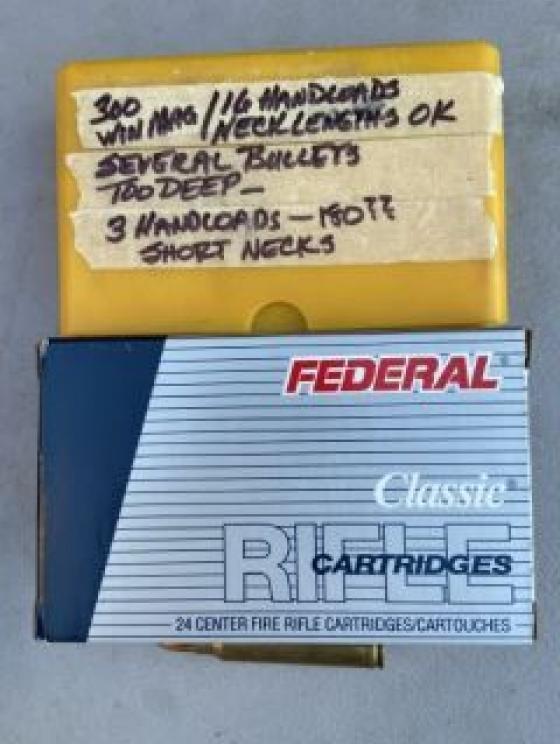 300
WIN MAG / 16 HANDLOADS
NECK LENGTHS OK
SEVERAL BULLETS
TOO DEEP —
3 HANDLOADS — 180??
SHORT NECKS
FEDERAL®
Classic®
RIFLE
CARTRIDGES
24 CENTER FIRE RIFLE CARTRIDGES/CARTOUCHES